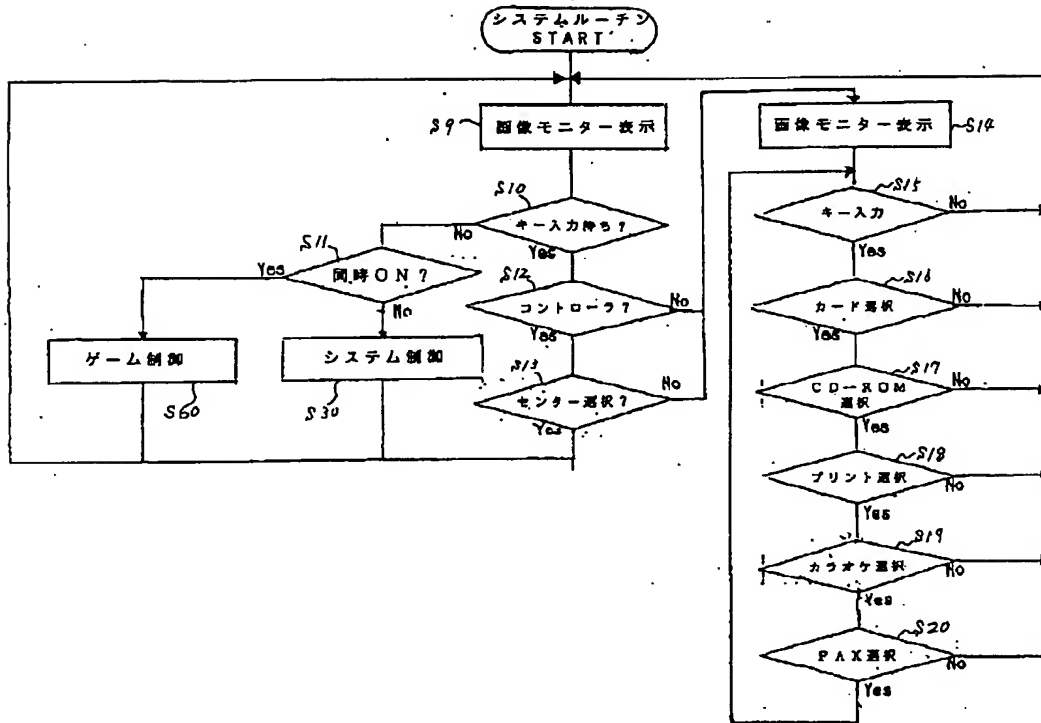 システムルーチン
START
S9
画像モニター表示
S10
キー入力待ち?
No
Yes
S11
同時ON?
Yes
No
S12
コントローラ?
No
Yes
ゲーム制御
S60
システム制御
S30
S13
センター選択?
No
Yes
画像モニター表示
S14
S15
キー入力
No
Yes
S16
カード選択
No
Yes
S17
CD-ROM
選択
No
Yes
S18
プリント選択
No
Yes
S19
カラオケ選択
No
Yes
S20
PAX選択
No
Yes